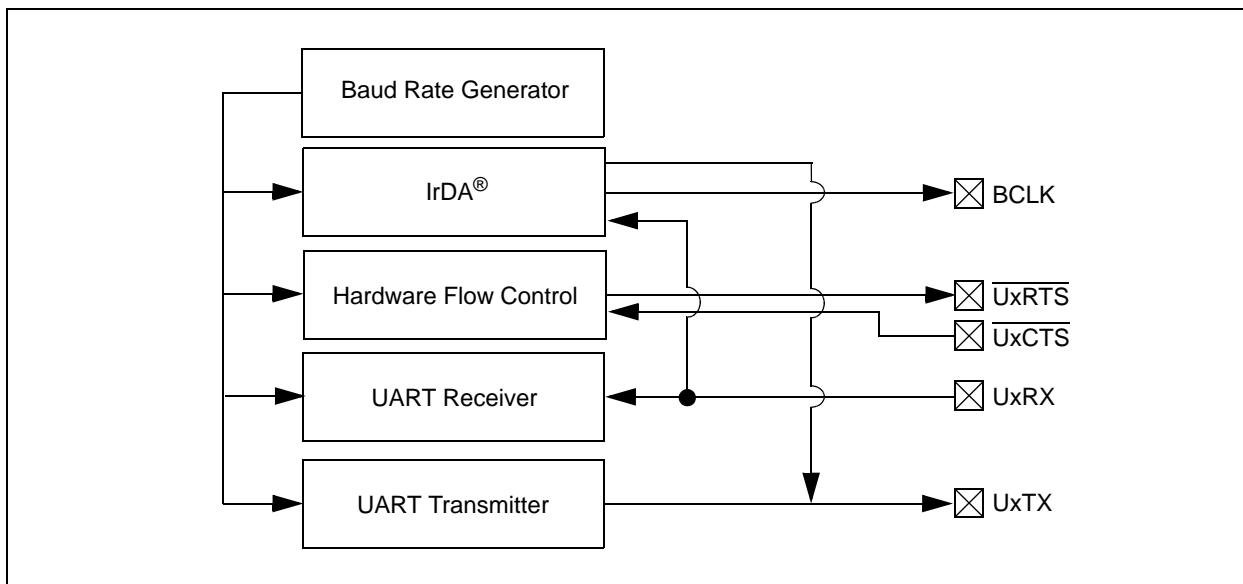 Baud Rate Generator
IrDA®
BCLK
Hardware Flow Control
UxRTS
UxCTS
UART Receiver
UxRX
UART Transmitter
UxTX